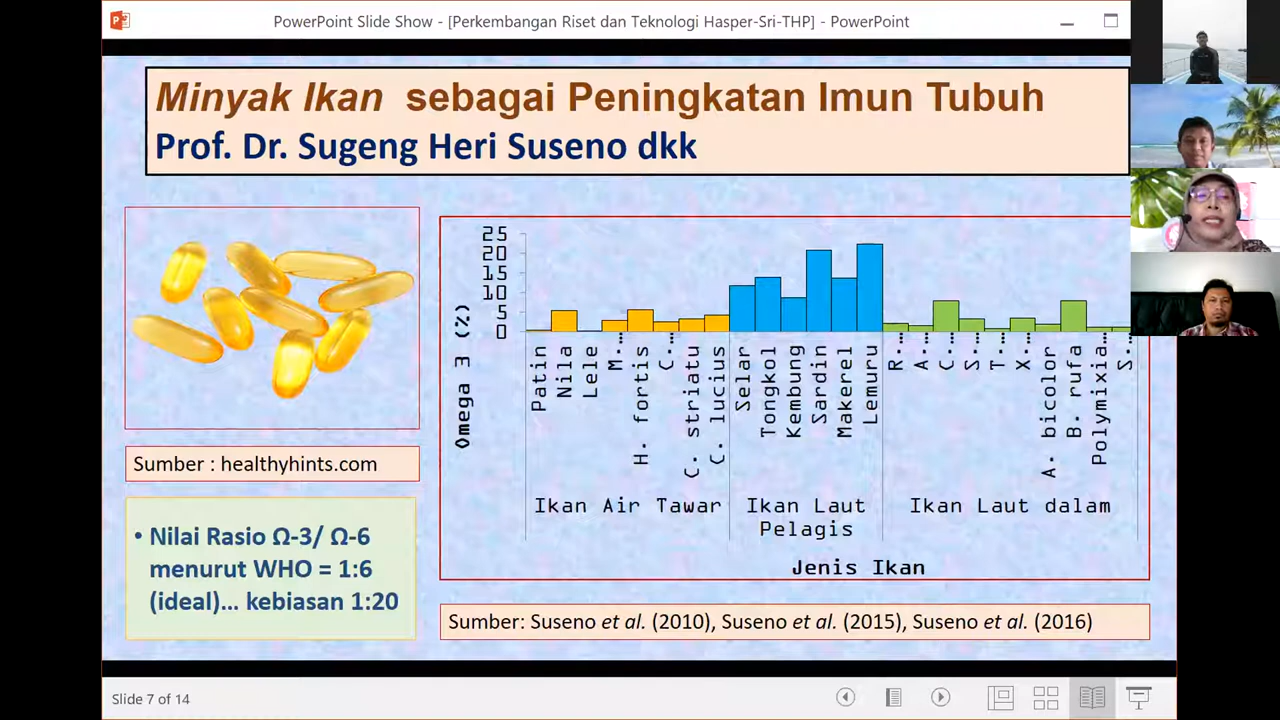 PowerPoint Slide Show - [Perkembangan Riset dan Teknologi Hasper-Sri-THP] - PowerPoint
Minyak Ikan sebagai Peningkatan Imun Tubuh
Prof. Dr. Sugeng Heri Suseno dkk
Sumber : healthyhints.com
• Nilai Rasio Ω-3/ Ω-6
menurut WHO = 1:6
(ideal)... kebiasan 1:20
25
20
15
10
5
0
Omega 3 (%)
Patin
Nila
Lele
M...
H. fortis
C...
C. striatu
C. lucius
Selar
Tongkol
Kembung
Sardin
Makerel
Lemuru
R...
A...
C...
S...
T...
X...
A. bicolor
B. rufa
Polymixia...
S...
Ikan Air Tawar
Ikan Laut
Pelagis
Ikan Laut dalam
Jenis Ikan
Sumber: Suseno et al. (2010), Suseno et al. (2015), Suseno et al. (2016)
Slide 7 of 14